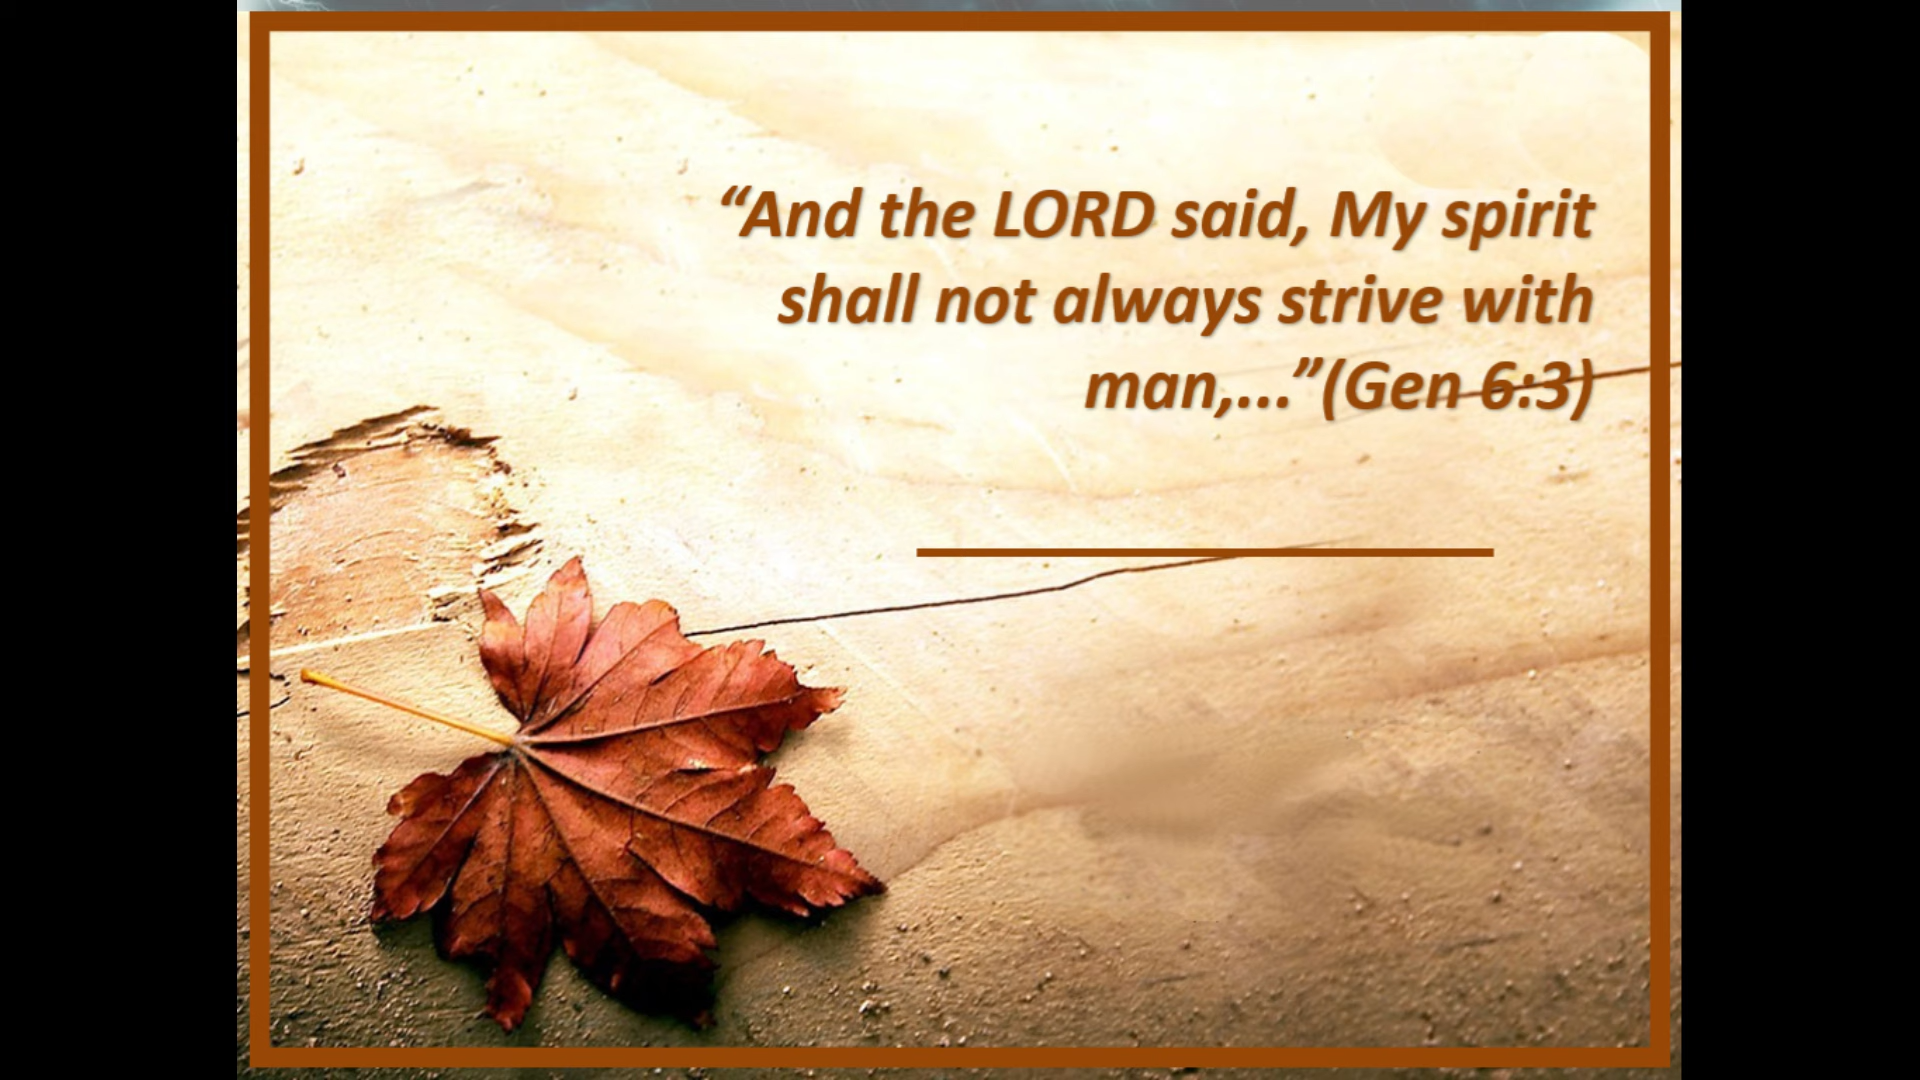 “And the LORD said, My spirit
shall not always strive with
man,...”(Gen 6:3)